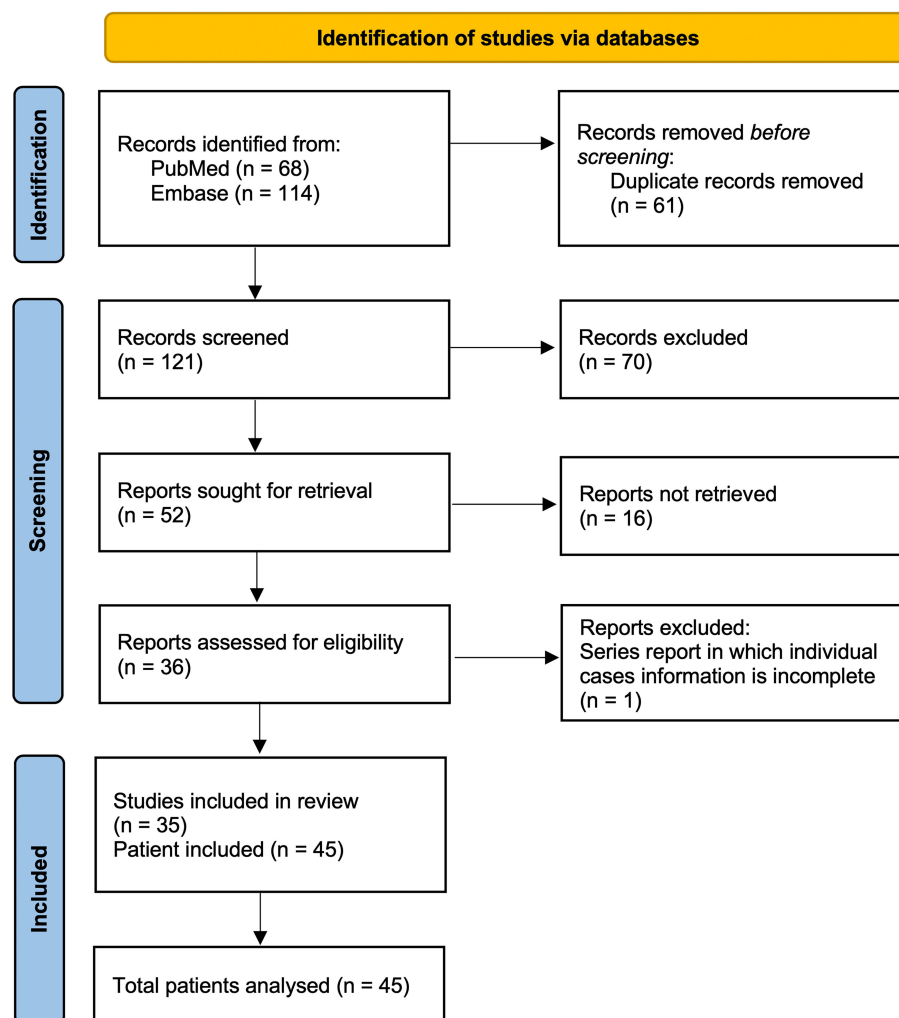 Identification of studies via databases
Identification
Records identified from:
PubMed (n = 68)
Embase (n = 114)
Records removed before
screening:
Duplicate records removed
(n = 61)
Screening
Records screened
(n = 121)
Records excluded
(n = 70)
Reports sought for retrieval
(n = 52)
Reports not retrieved
(n = 16)
Reports assessed for eligibility
(n = 36)
Reports excluded:
Series report in which individual
cases information is incomplete
(n = 1)
Included
Studies included in review
(n = 35)
Patient included (n = 45)
Total patients analysed (n = 45)